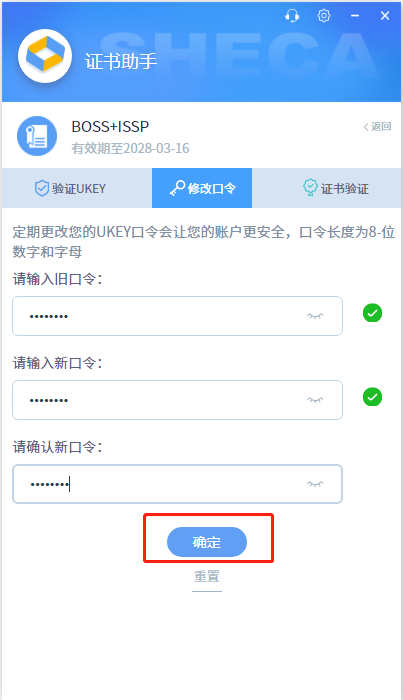 SHECA
证书助手
BOSS+ISSP
返回
有效期至2028-03-16
验证UKEY
修改口令
证书验证
定期更改您的UKEY口令会让您的账户更安全，口令长度为8-位
数字和字母
请输入旧口令：
••••••••
请输入新口令：
••••••••
请确认新口令：
••••••••
确定
重置